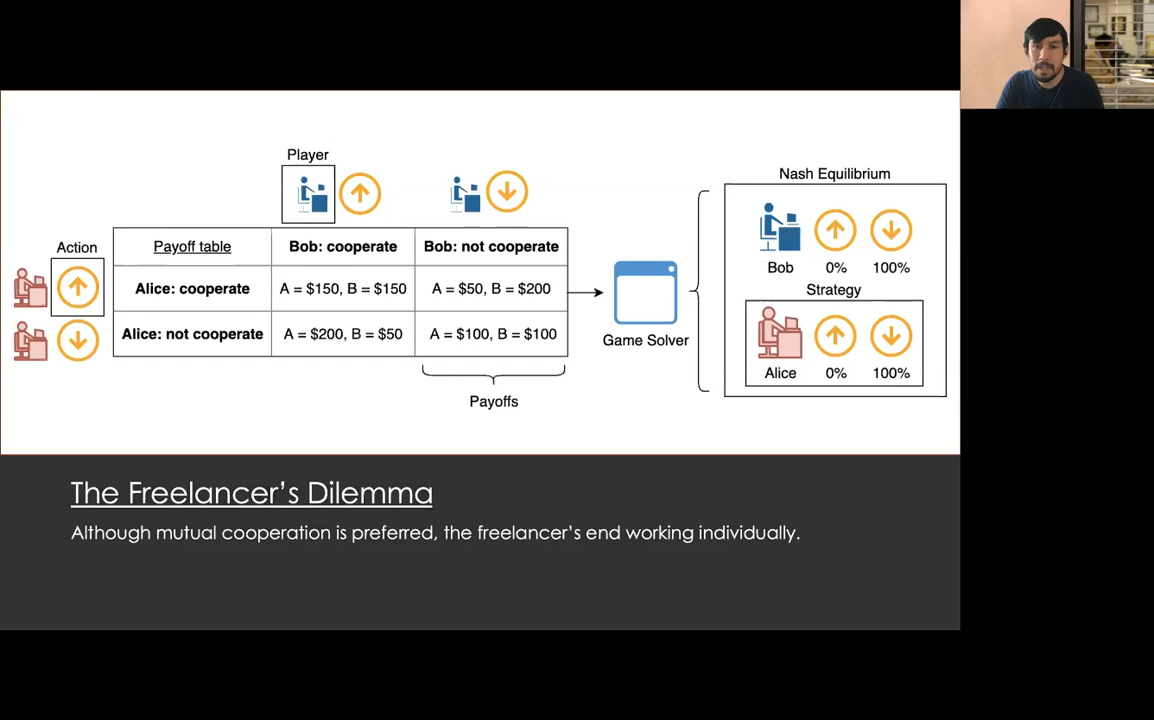 Player
Nash Equilibrium
Action
Payoff table
Bob: cooperate
Bob: not cooperate
Alice: cooperate
A = $150, B = $150
A = $50, B = $200
Alice: not cooperate
A = $200, B = $50
A = $100, B = $100
Payoffs
Game Solver
Bob
0%
100%
Strategy
Alice
0%
100%
The Freelancer's Dilemma
Although mutual cooperation is preferred, the freelancer's end working individually.